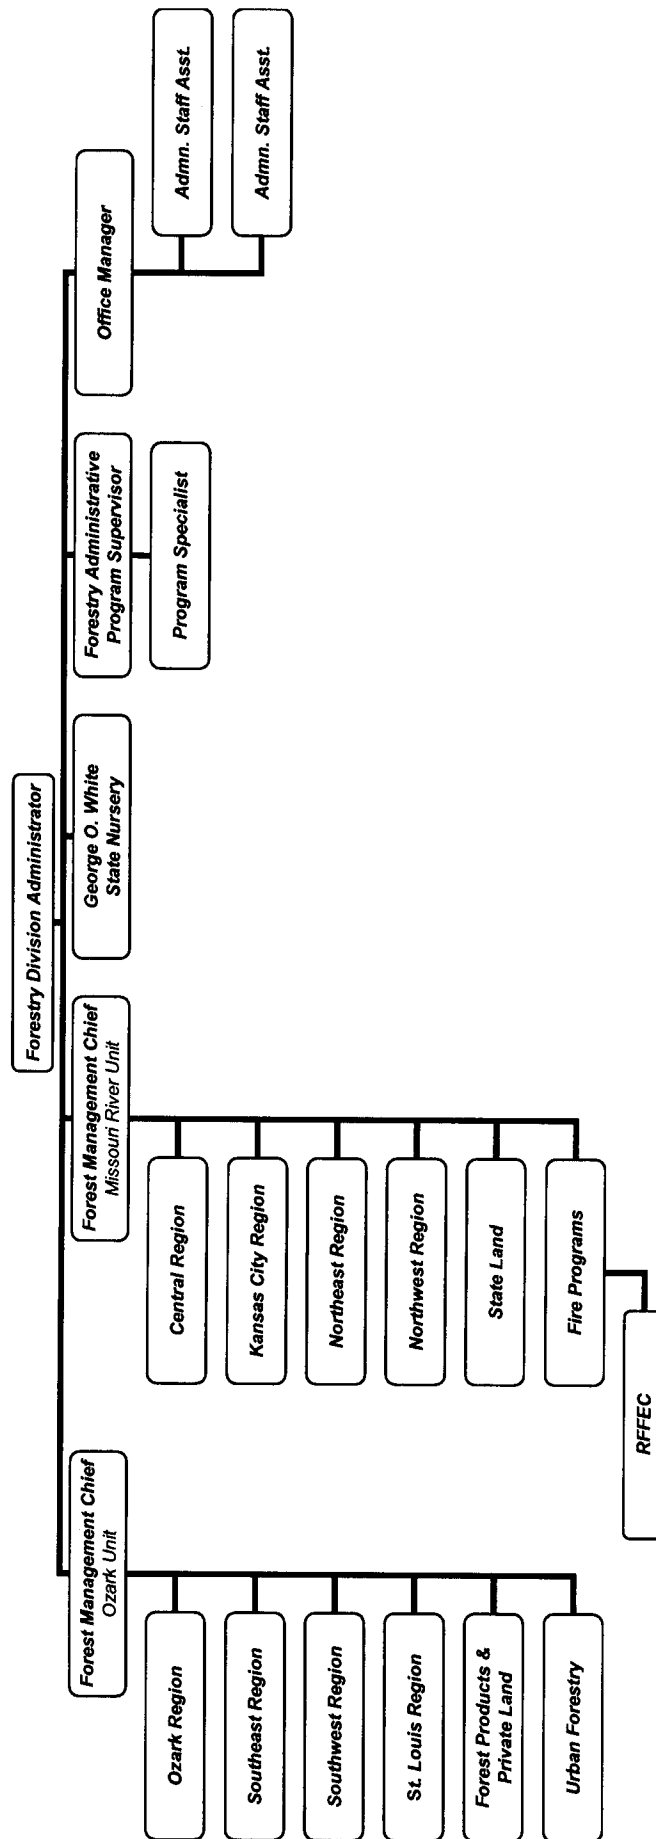 Forestry Division Administrator
Forest Management Chief
Ozark Unit
Ozark Region
Southeast Region
Southwest Region
St. Louis Region
Forest Products &
Private Land
Urban Forestry
Forest Management Chief
Missouri River Unit
Central Region
Kansas City Region
Northeast Region
Northwest Region
State Land
Fire Programs
RFFEC
George O. White
State Nursery
Forestry Administrative
Program Supervisor
Program Specialist
Office Manager
Admn. Staff Asst.
Admn. Staff Asst.